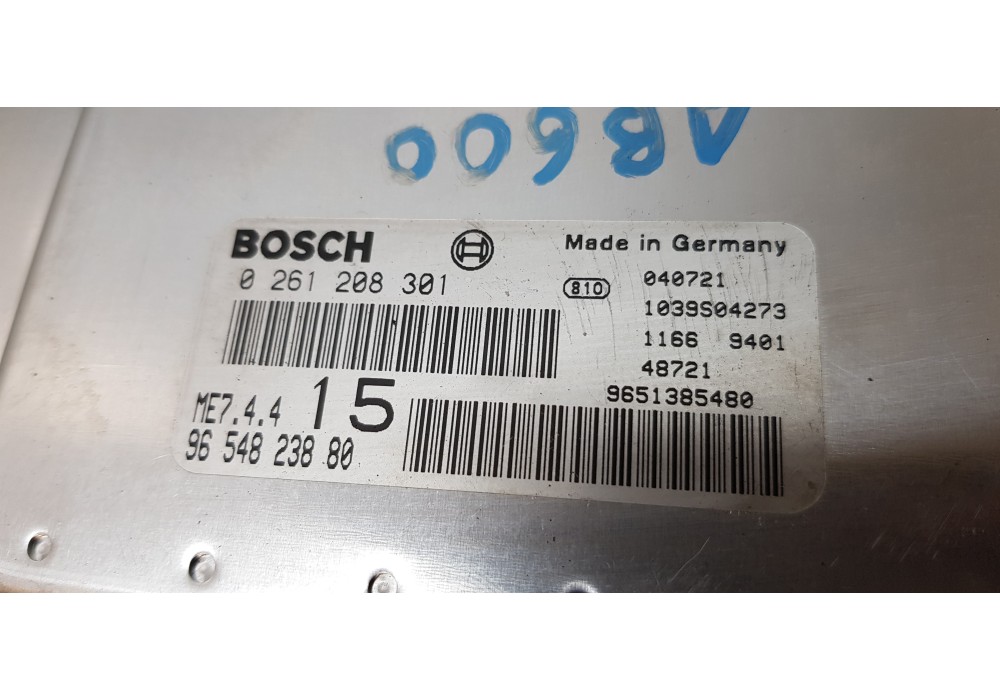 AB600
BOSCH
Made in Germany
0 261 208 301
810
040721
1039S04273
1166 9401
48721
9651385480
ME7.4.4 15
96 548 238 80